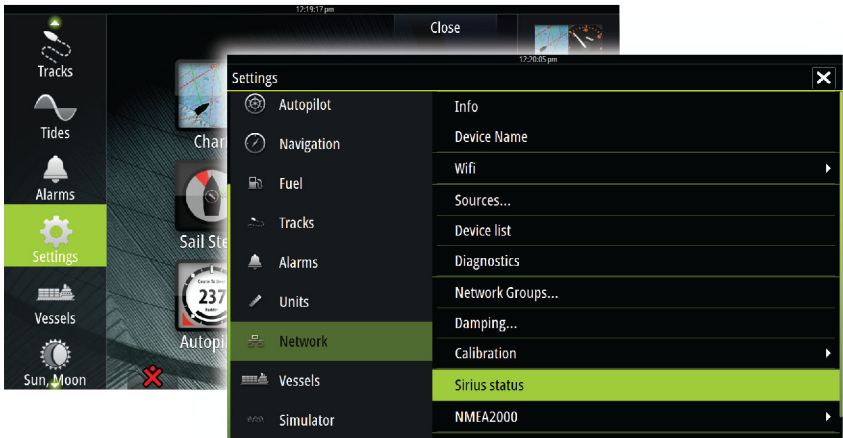 12:19:17 pm
Close
Tracks
Tides
Alarms
Settings
Vessels
Sun, Moon
Char
Sail Ste
237
Autopi
12:20:05 pm
Settings
Autopilot
Navigation
Fuel
Tracks
Alarms
Units
Network
Vessels
Simulator
Info
Device Name
Wifi
Sources...
Device list
Diagnostics
Network Groups...
Damping...
Calibration
Sirius status
NMEA2000